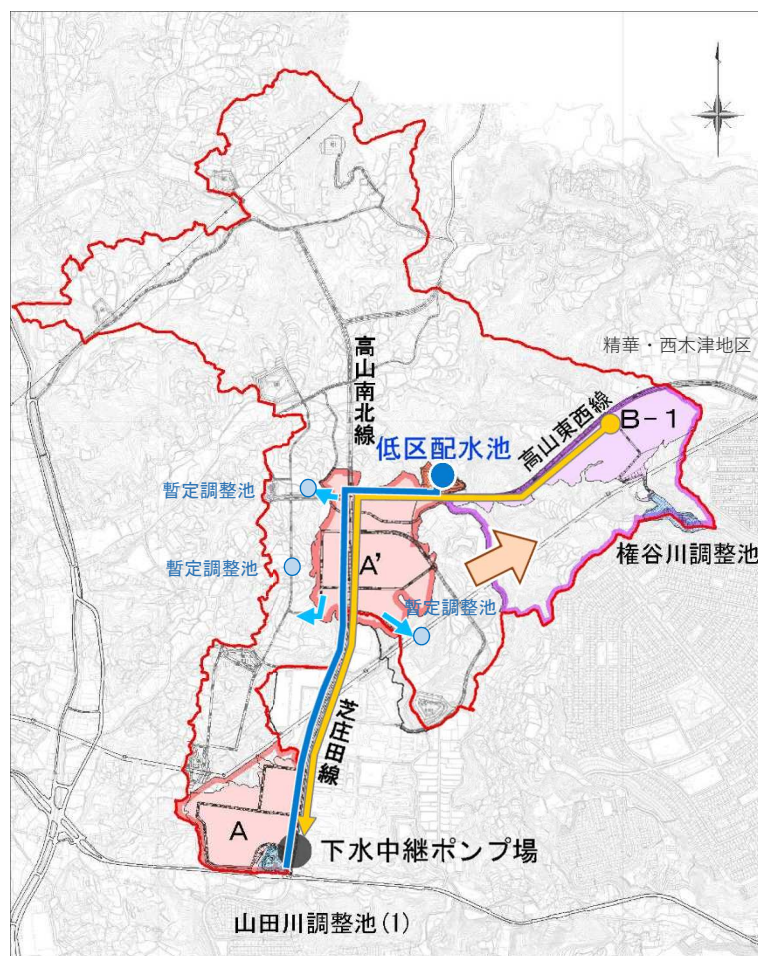 高山南北線
精華・西木津地区
高山東西線
B-1
低区配水池
暫定調整池
権谷川調整池
A'
暫定調整池
暫定調整池
芝庄田線
A
下水中継ポンプ場
山田川調整池(1)